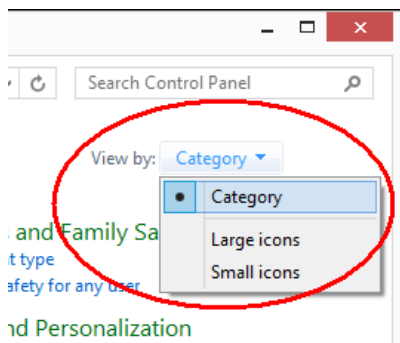 Search Control Panel
View by: Category
Category
Large icons
Small icons
and Family Sa
nt type
afety for any user
nd Personalization